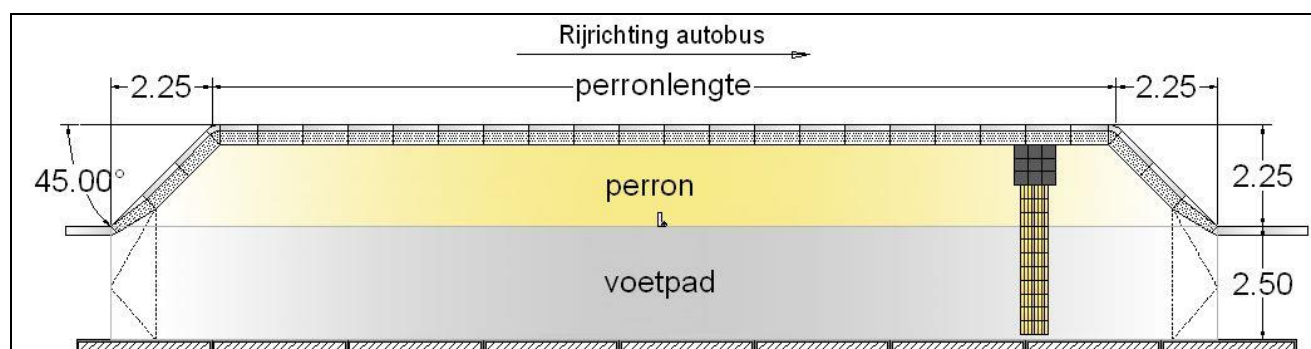 Rijrichting autobus
2.25
perronlengte
2.25
45.00°
perron
2.25
voetpad
2.50